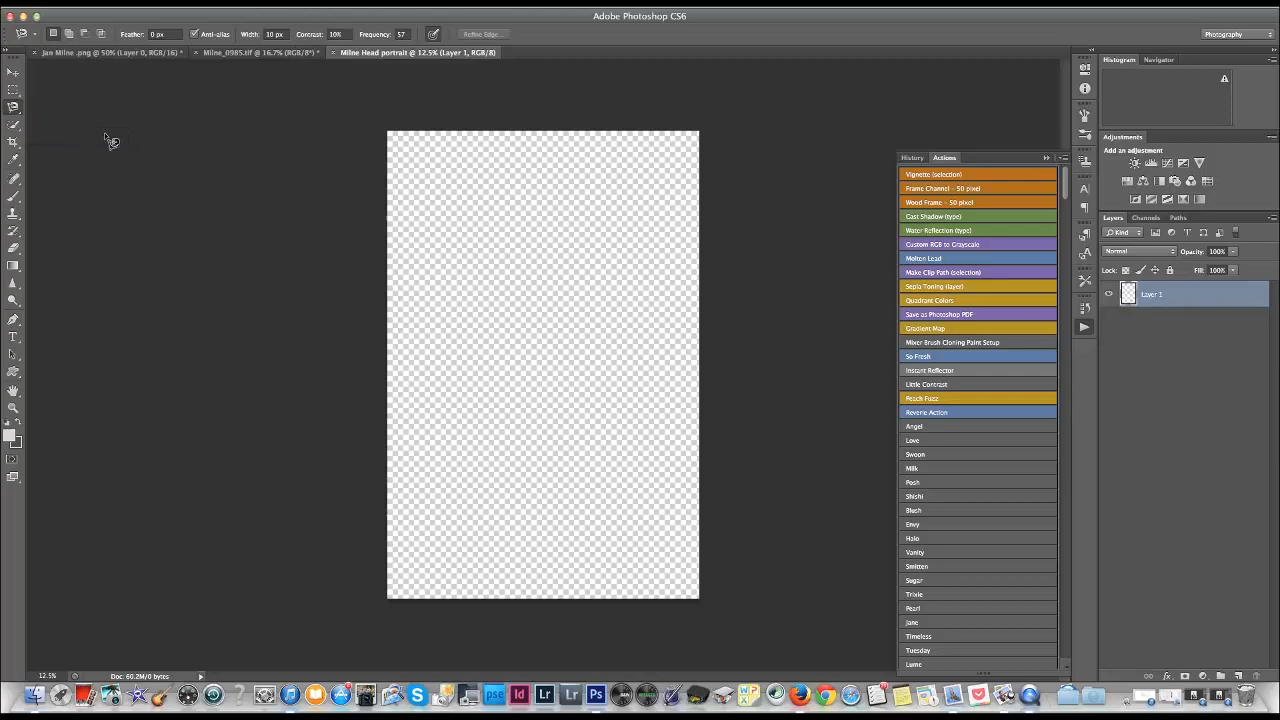 Adobe Photoshop CS6
Feather: 0 px Anti-alias Width: 10 px Contrast: 10% Frequency: 57 Refine Edge... Photography
Jan Milne .png @ 50% (Layer 0, RGB/16) * Milne_0985.tif @ 16.7% (RGB/8*) * Milne Head portrait @ 12.5% (Layer 1, RGB/8)
Histogram Navigator
Adjustments
Add an adjustment
History Actions
Vignette (selection)
Frame Channel - 50 pixel
Wood Frame - 50 pixel
Cast Shadow (type)
Water Reflection (type)
Custom RGB to Grayscale
Molten Lead
Make Clip Path (selection)
Sepia Toning (layer)
Quadrant Colors
Save as Photoshop PDF
Gradient Map
Mixer Brush Cloning Paint Setup
So Fresh
Instant Reflector
Little Contrast
Peach Fuzz
Reverie Action
Angel
Love
Swoon
Milk
Posh
Shishi
Blush
Envy
Halo
Vanity
Smitten
Sugar
Trixie
Pearl
Jane
Timeless
Tuesday
Lume
Layers Channels Paths
Kind
Normal Opacity: 100%
Lock: Fill: 100%
Layer 1
12.5% Doc: 60.2M/0 bytes
pse Id Lr Lr Ps